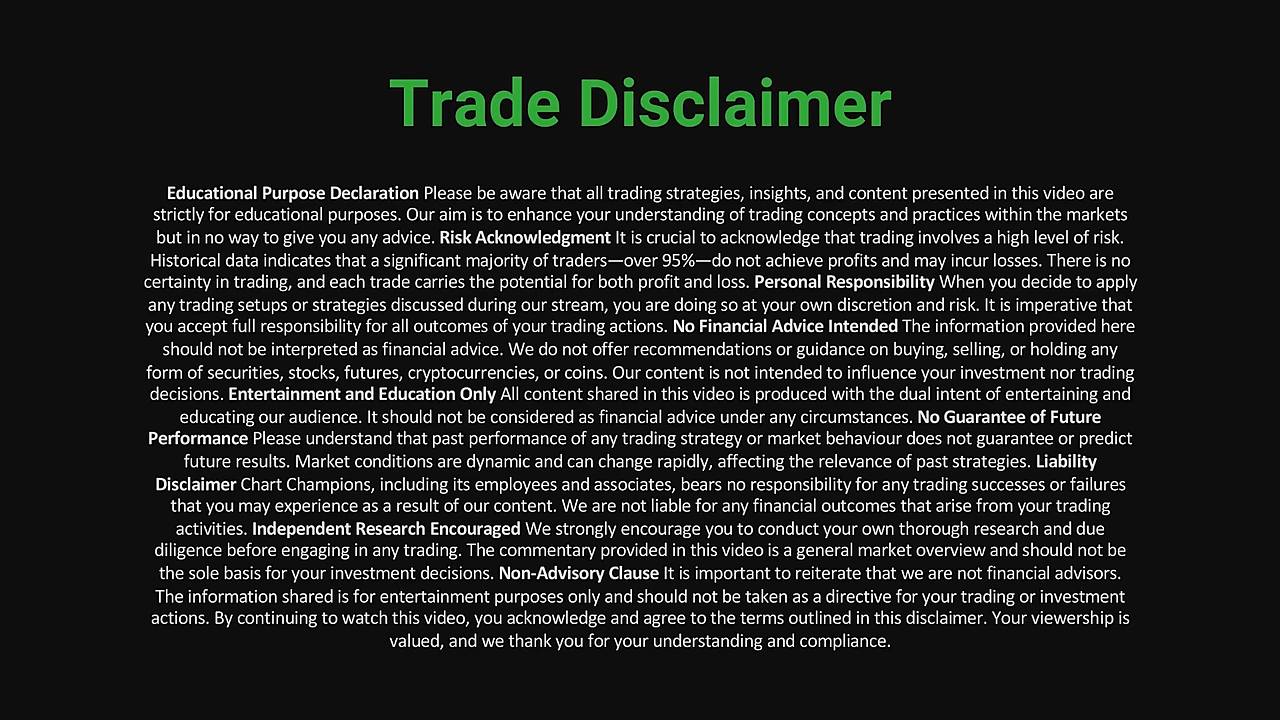 Trade Disclaimer
Educational Purpose Declaration Please be aware that all trading strategies, insights, and content presented in this video are
strictly for educational purposes. Our aim is to enhance your understanding of trading concepts and practices within the markets
but in no way to give you any advice. Risk Acknowledgment It is crucial to acknowledge that trading involves a high level of risk.
Historical data indicates that a significant majority of traders—over 95%—do not achieve profits and may incur losses. There is no
certainty in trading, and each trade carries the potential for both profit and loss. Personal Responsibility When you decide to apply
any trading setups or strategies discussed during our stream, you are doing so at your own discretion and risk. It is imperative that
you accept full responsibility for all outcomes of your trading actions. No Financial Advice Intended The information provided here
should not be interpreted as financial advice. We do not offer recommendations or guidance on buying, selling, or holding any
form of securities, stocks, futures, cryptocurrencies, or coins. Our content is not intended to influence your investment nor trading
decisions. Entertainment and Education Only All content shared in this video is produced with the dual intent of entertaining and
educating our audience. It should not be considered as financial advice under any circumstances. No Guarantee of Future
Performance Please understand that past performance of any trading strategy or market behaviour does not guarantee or predict
future results. Market conditions are dynamic and can change rapidly, affecting the relevance of past strategies. Liability
Disclaimer Chart Champions, including its employees and associates, bears no responsibility for any trading successes or failures
that you may experience as a result of our content. We are not liable for any financial outcomes that arise from your trading
activities. Independent Research Encouraged We strongly encourage you to conduct your own thorough research and due
diligence before engaging in any trading. The commentary provided in this video is a general market overview and should not be
the sole basis for your investment decisions. Non-Advisory Clause It is important to reiterate that we are not financial advisors.
The information shared is for entertainment purposes only and should not be taken as a directive for your trading or investment
actions. By continuing to watch this video, you acknowledge and agree to the terms outlined in this disclaimer. Your viewership is
valued, and we thank you for your understanding and compliance.